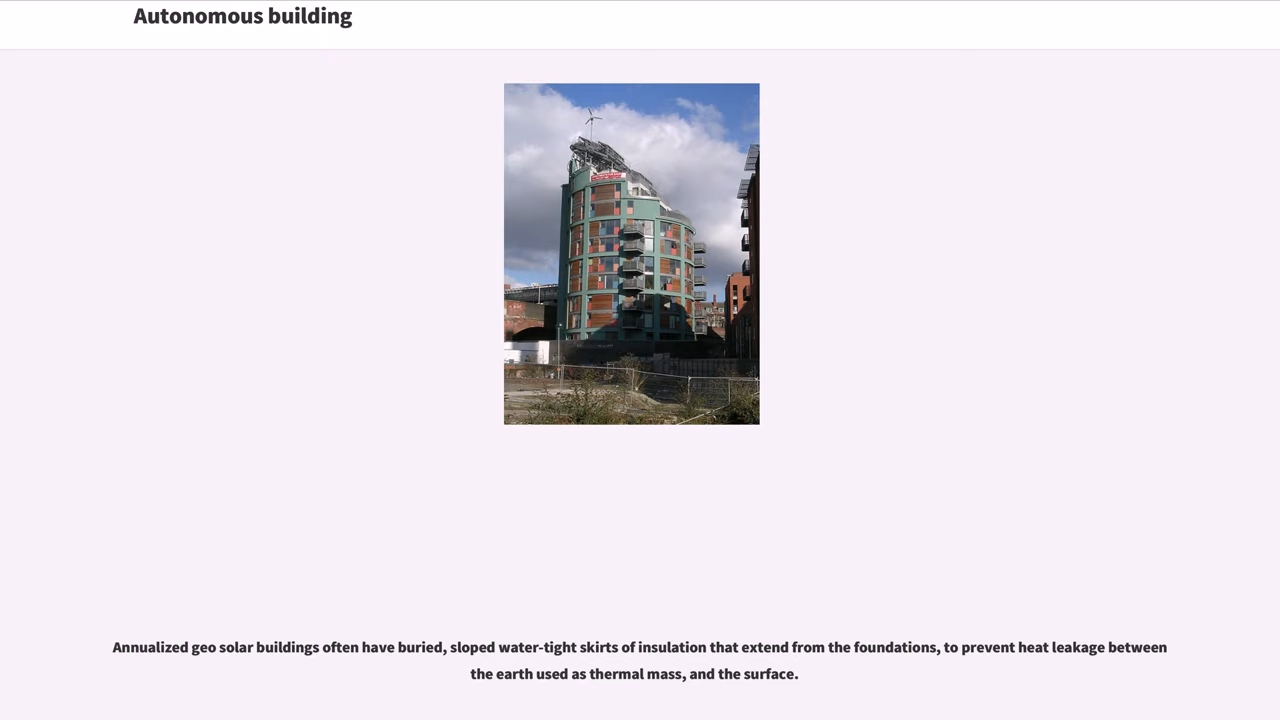 Autonomous building
Annualized geo solar buildings often have buried, sloped water-tight skirts of insulation that extend from the foundations, to prevent heat leakage between
the earth used as thermal mass, and the surface.